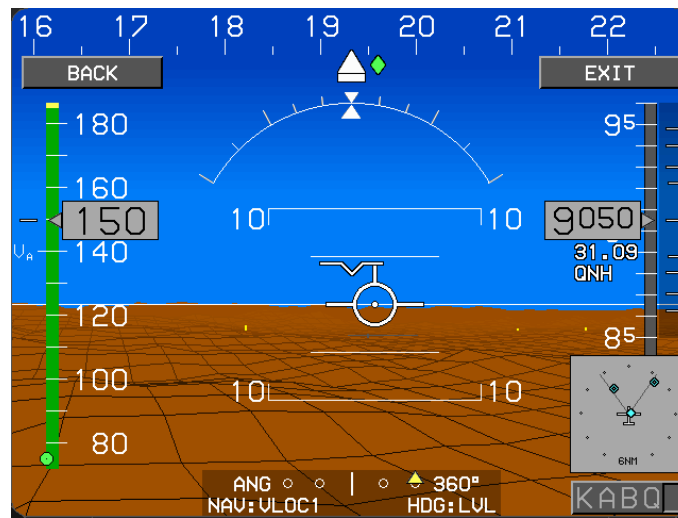 16 17 18 19 20 21 22
BACK
EXIT
180
95
160
150
10 10
9050
VA
140
31.09
QNH
120
85
100
10 10
80
6NM
ANG 360°
NAV:VLOC1 HDG:LVL
KABQ